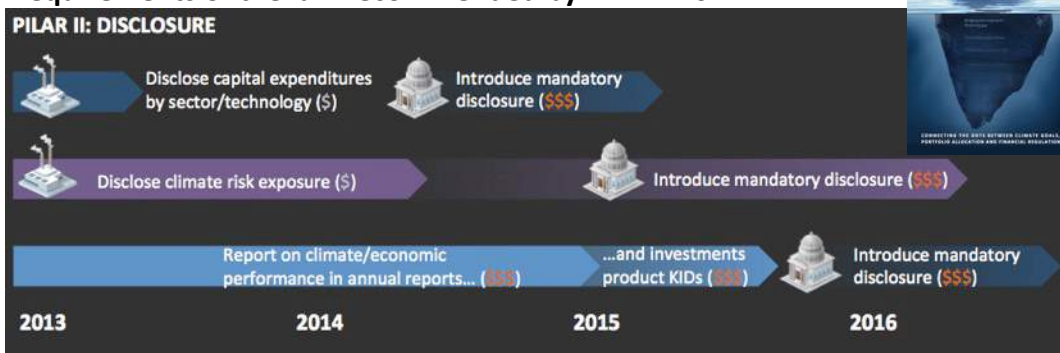 PILAR II: DISCLOSURE
Disclose capital expenditures
by sector/technology ($)
Introduce mandatory
disclosure ($$$)
CONNECTING THE DOTS BETWEEN CLIMATE GOALS,
PORTFOLIO ALLOCATION AND FINANCIAL REGULATION
Disclose climate risk exposure ($)
Introduce mandatory disclosure ($$$)
Report on climate/economic
performance in annual reports... ($$$)
...and investments
product KIDs ($$$)
Introduce mandatory
disclosure ($$$)
2013 2014 2015 2016